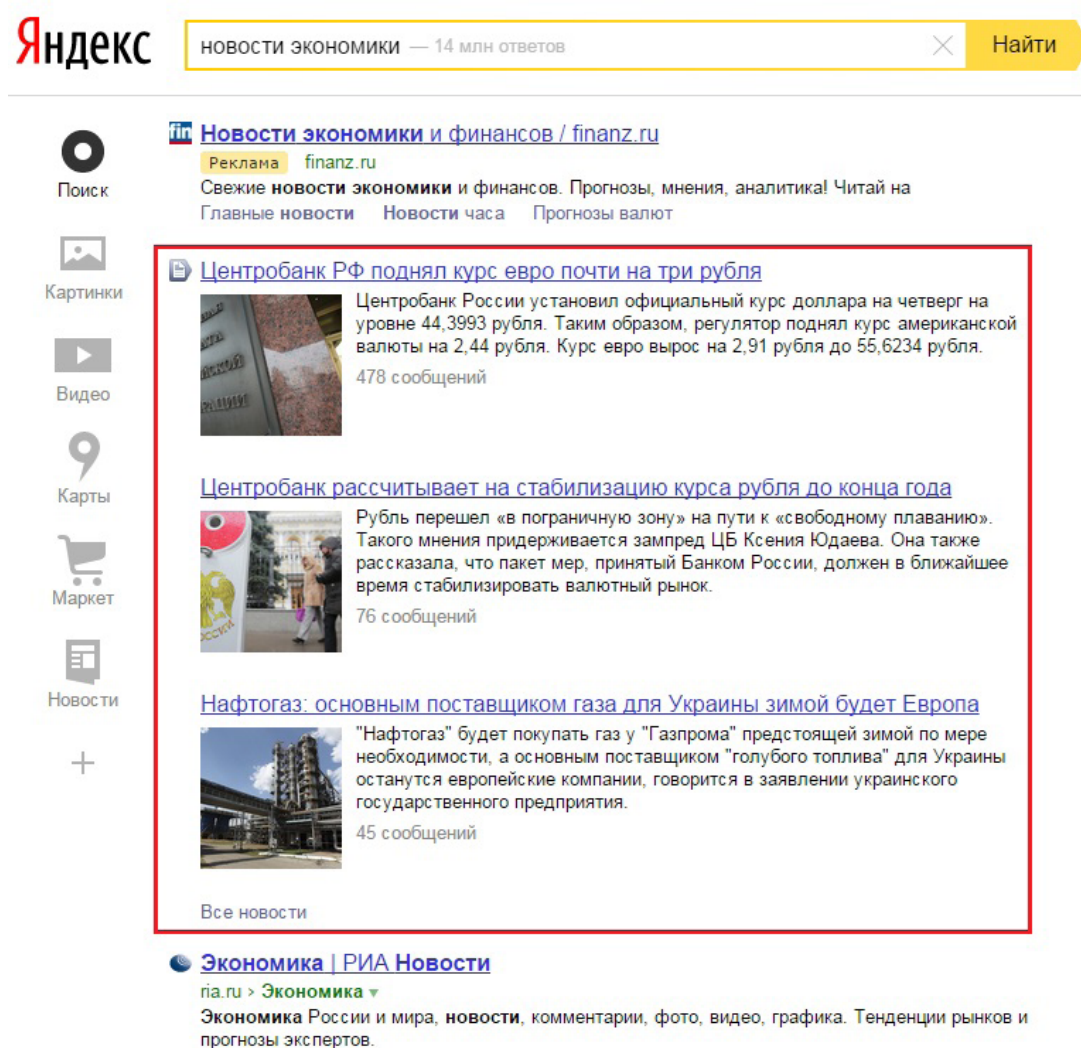 Яндекс
новости экономики — 14 млн ответов
Найти
Поиск
Картинки
Видео
Карты
Маркет
Новости
fin Новости экономики и финансов / finanz.ru
Реклама finanz.ru
Свежие новости экономики и финансов. Прогнозы, мнения, аналитика! Читай на
Главные новости Новости часа Прогнозы валют
Центробанк РФ поднял курс евро почти на три рубля
Центробанк России установил официальный курс доллара на четверг на
уровне 44,3993 рубля. Таким образом, регулятор поднял курс американской
валюты на 2,44 рубля. Курс евро вырос на 2,91 рубля до 55,6234 рубля.
478 сообщений
Центробанк рассчитывает на стабилизацию курса рубля до конца года
Рубль перешел «в пограничную зону» на пути к «свободному плаванию».
Такого мнения придерживается зампред ЦБ Ксения Юдаева. Она также
рассказала, что пакет мер, принятый Банком России, должен в ближайшее
время стабилизировать валютный рынок.
76 сообщений
Нафтогаз: основным поставщиком газа для Украины зимой будет Европа
"Нафтогаз" будет покупать газ у "Газпрома" предстоящей зимой по мере
необходимости, а основным поставщиком "голубого топлива" для Украины
останутся европейские компании, говорится в заявлении украинского
государственного предприятия.
45 сообщений
Все новости
Экономика | РИА Новости
ria.ru › Экономика
Экономика России и мира, новости, комментарии, фото, видео, графика. Тенденции рынков и
прогнозы экспертов.